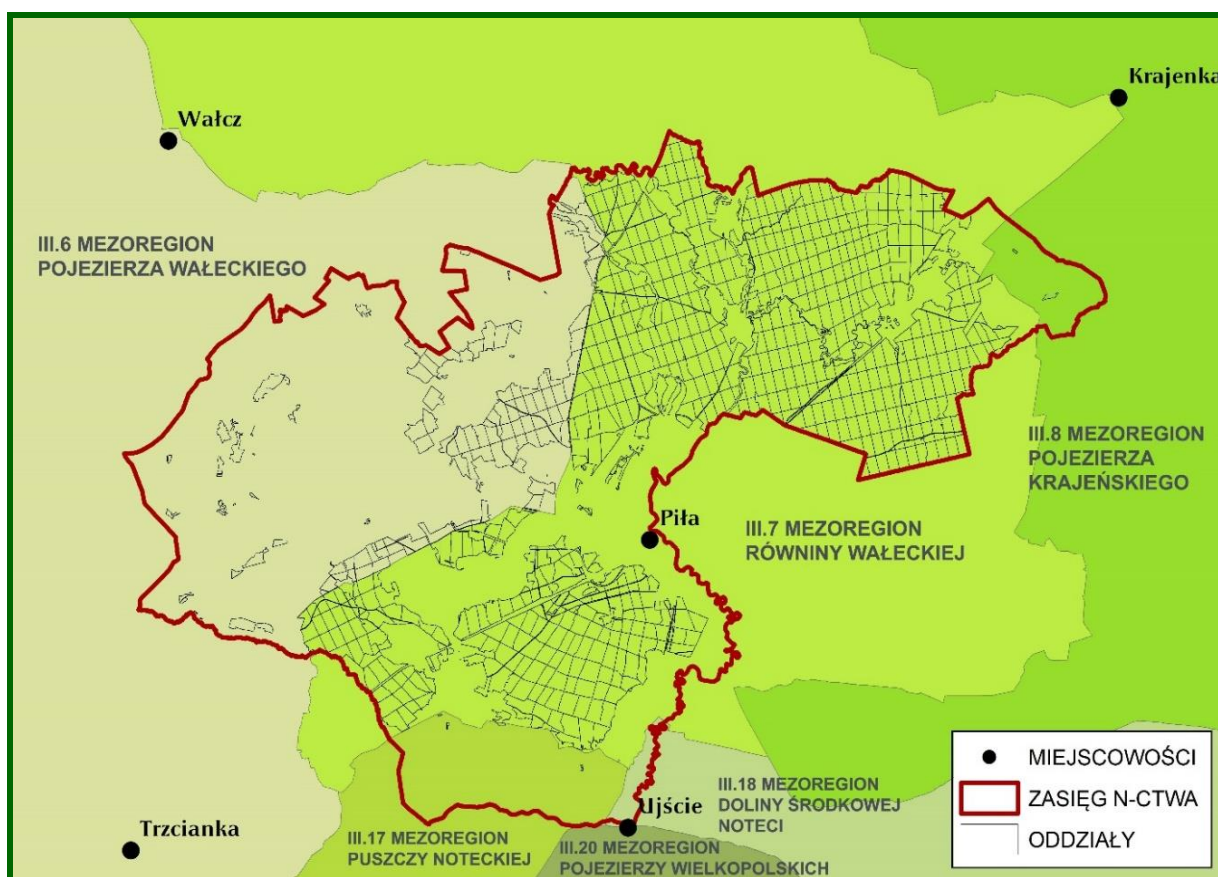 Krajenka
Wałcz
III.6 MEZOREGION
POJEZIERZA WAŁECKIEGO
III.8 MEZOREGION
POJEZIERZA
KRAJEŃSKIEGO
Piła
III.7 MEZOREGION
RÓWNINY WAŁECKIEJ
MIEJSCOWOŚCI
ZASIĘG N-CTWA
ODDZIAŁY
III.18 MEZOREGION
DOLINY ŚRODKOWEJ
NOTECI
Ujście
Trzcianka
III.17 MEZOREGION
PUSZCZY NOTECKIEJ
III.20 MEZOREGION
POJEZIERZY WIELKOPOLSKICH